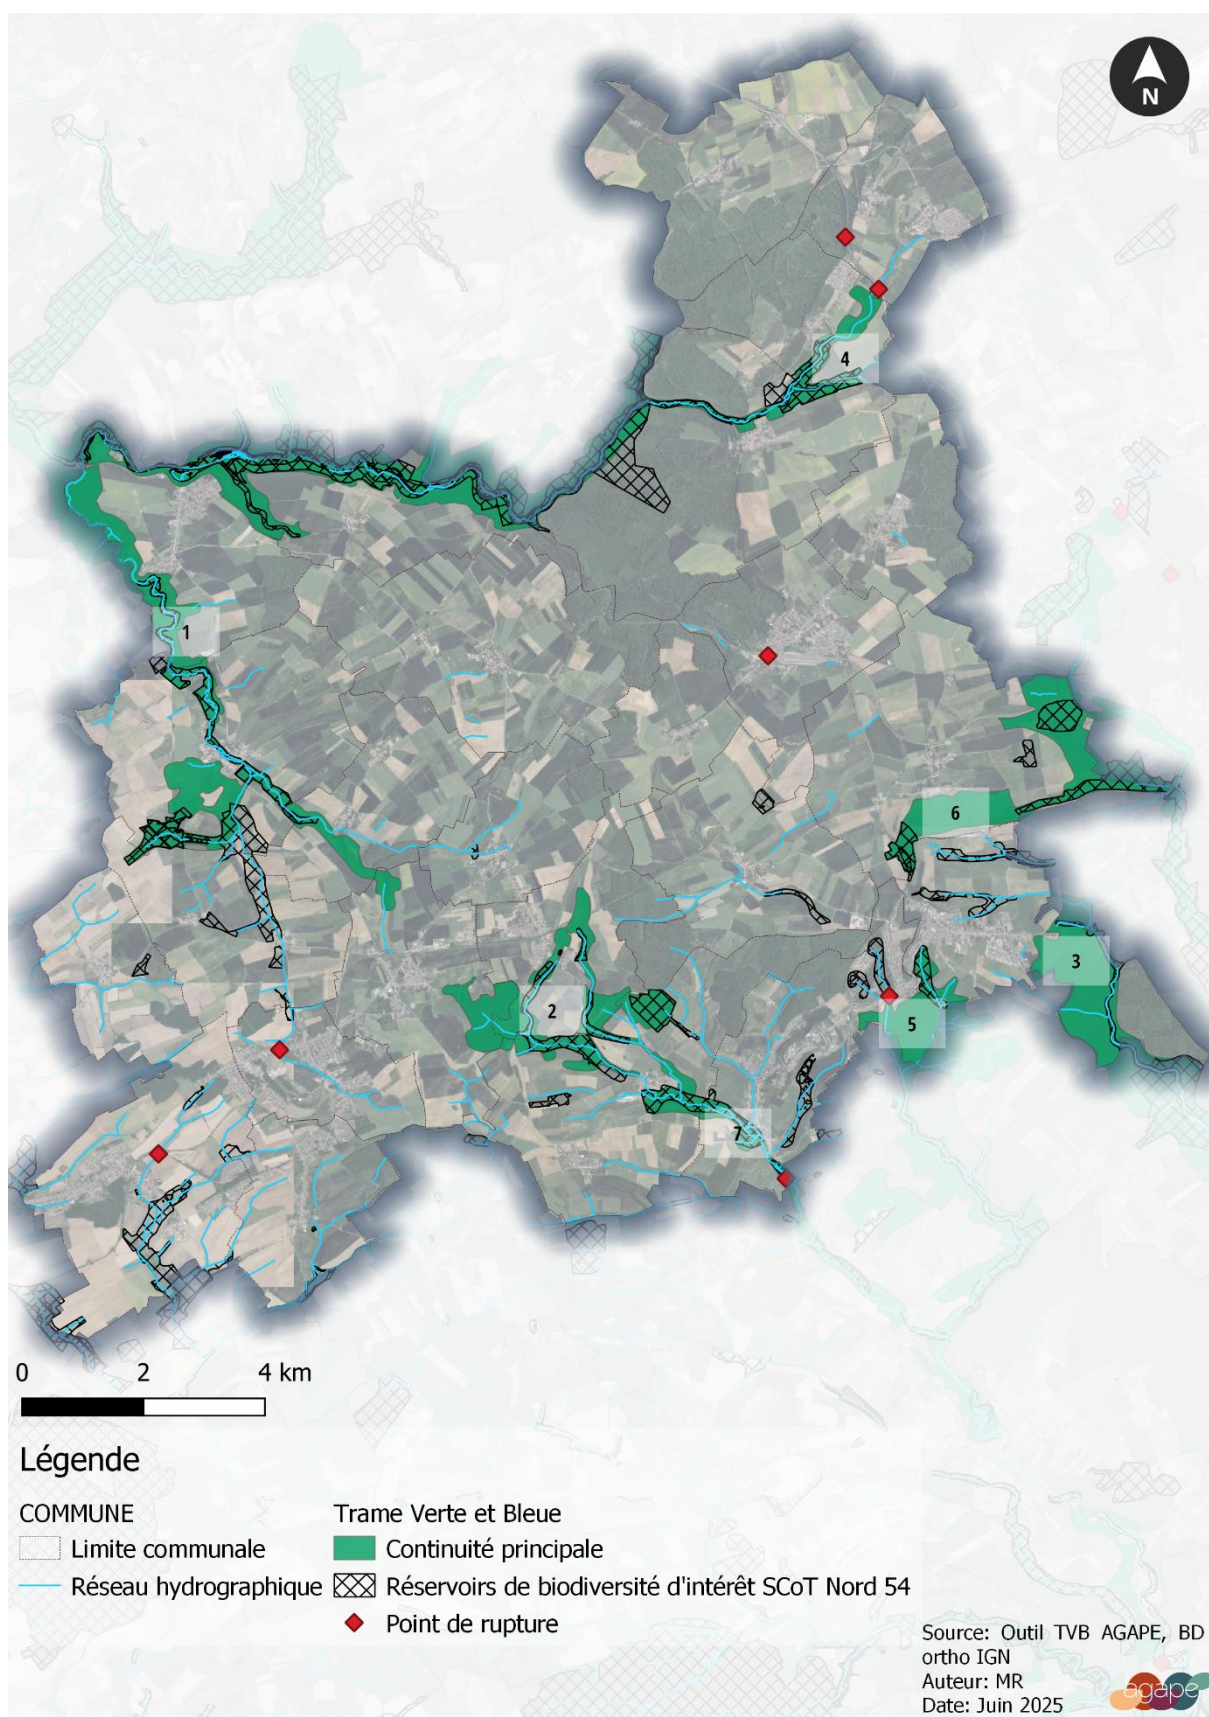 N
4
1
6
3
2
5
7
0 2 4 km
Légende
COMMUNE
Limite communale
Réseau hydrographique
Trame Verte et Bleue
Continuité principale
Réservoirs de biodiversité d'intérêt SCoT Nord 54
Point de rupture
Source: Outil TVB AGAPE, BD
ortho IGN
Auteur: MR
Date: Juin 2025
agape